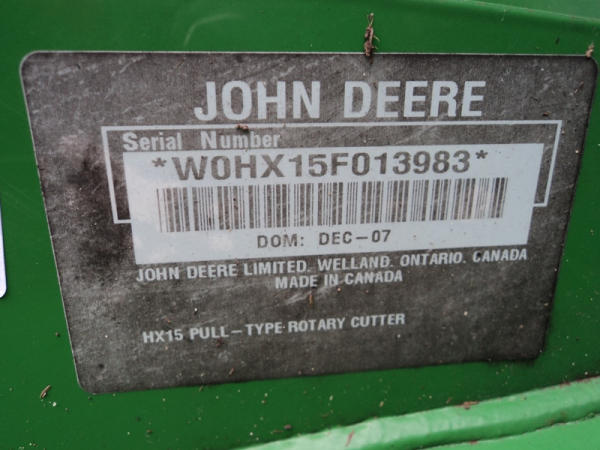 JOHN DEERE
Serial Number
*W0HX15F013983*
DOM: DEC-07
JOHN DEERE LIMITED, WELLAND, ONTARIO, CANADA
MADE IN CANADA
HX15 PULL-TYPE ROTARY CUTTER